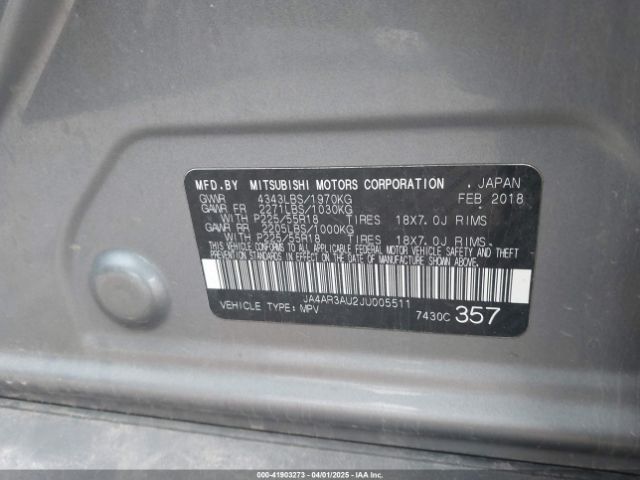 MFD.BY MITSUBISHI MOTORS CORPORATION . JAPAN
GVWR 4343LBS/1970KG FEB 2018
GAWR FR 2271LBS/1030KG
WITH P225/55R18 TIRES 18X7.0J RIMS
GAWR RR 2205LBS/1000KG
WITH P225/55R18 TIRES 18X7.0J RIMS
THIS VEHICLE CONFORMS TO ALL APPLICABLE FEDERAL MOTOR VEHICLE SAFETY AND THEFT
PREVENTION STANDARDS IN EFFECT ON THE DATE OF MANUFACTURE SHOWN ABOVE.
JA4AR3AU2JU005511
VEHICLE TYPE:MPV 7430C 357
000-41903273 - 04/01/2025 - IAAI.COM